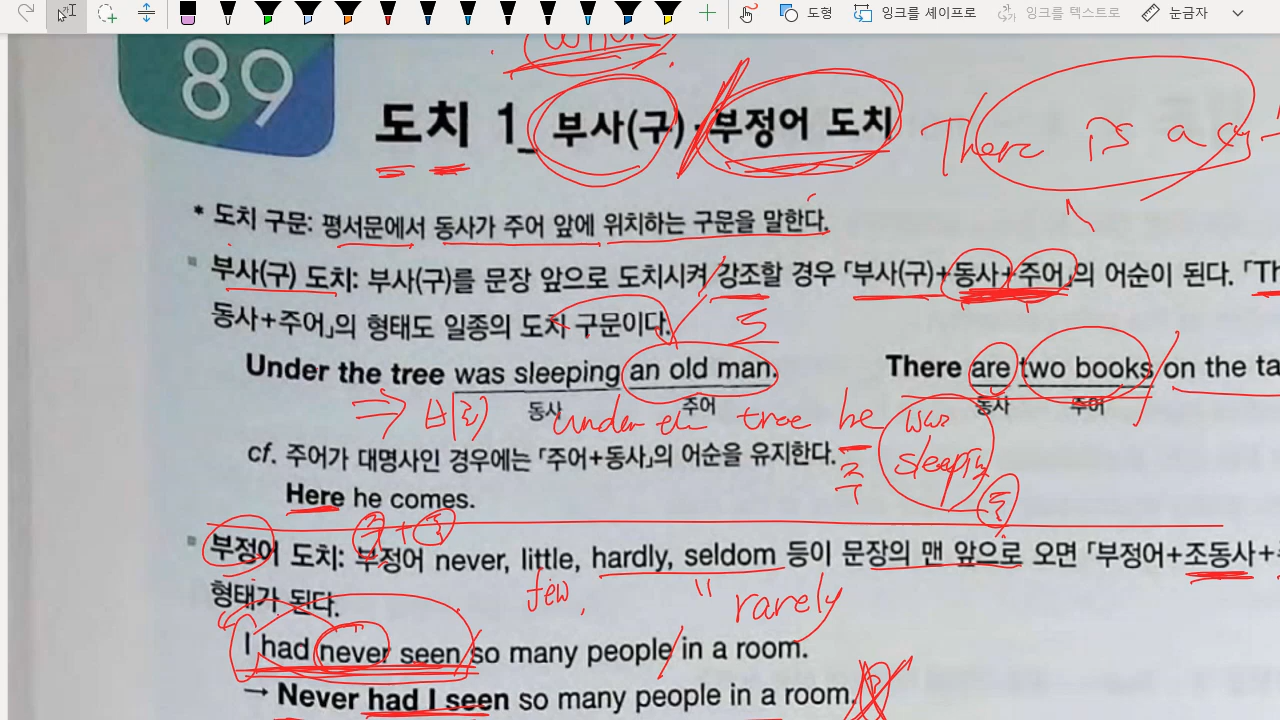 도형 잉크를 셰이프로 잉크를 텍스트로 눈금자
89
도치 1_ 부사(구)·부정어 도치
There is a
* 도치 구문: 평서문에서 동사가 주어 앞에 위치하는 구문을 말한다.
부사(구) 도치: 부사(구)를 문장 앞으로 도치시켜 강조할 경우 「부사(구)+동사+주어」의 어순이 된다. 「Th
동사+주어」의 형태도 일종의 도치 구문이다.
Under the tree was sleeping an old man. There are two books on the ta
동사 주어 동사 주어
under the tree he was
sleeping
cf. 주어가 대명사인 경우에는 「주어+동사」의 어순을 유지한다.
주
Here he comes.
부정어 도치: 부정어 never, little, hardly, seldom 등이 문장의 맨 앞으로 오면 「부정어+조동사+
few, " rarely
형태가 된다.
I had never seen so many people in a room.
→ Never had I seen so many people in a room.